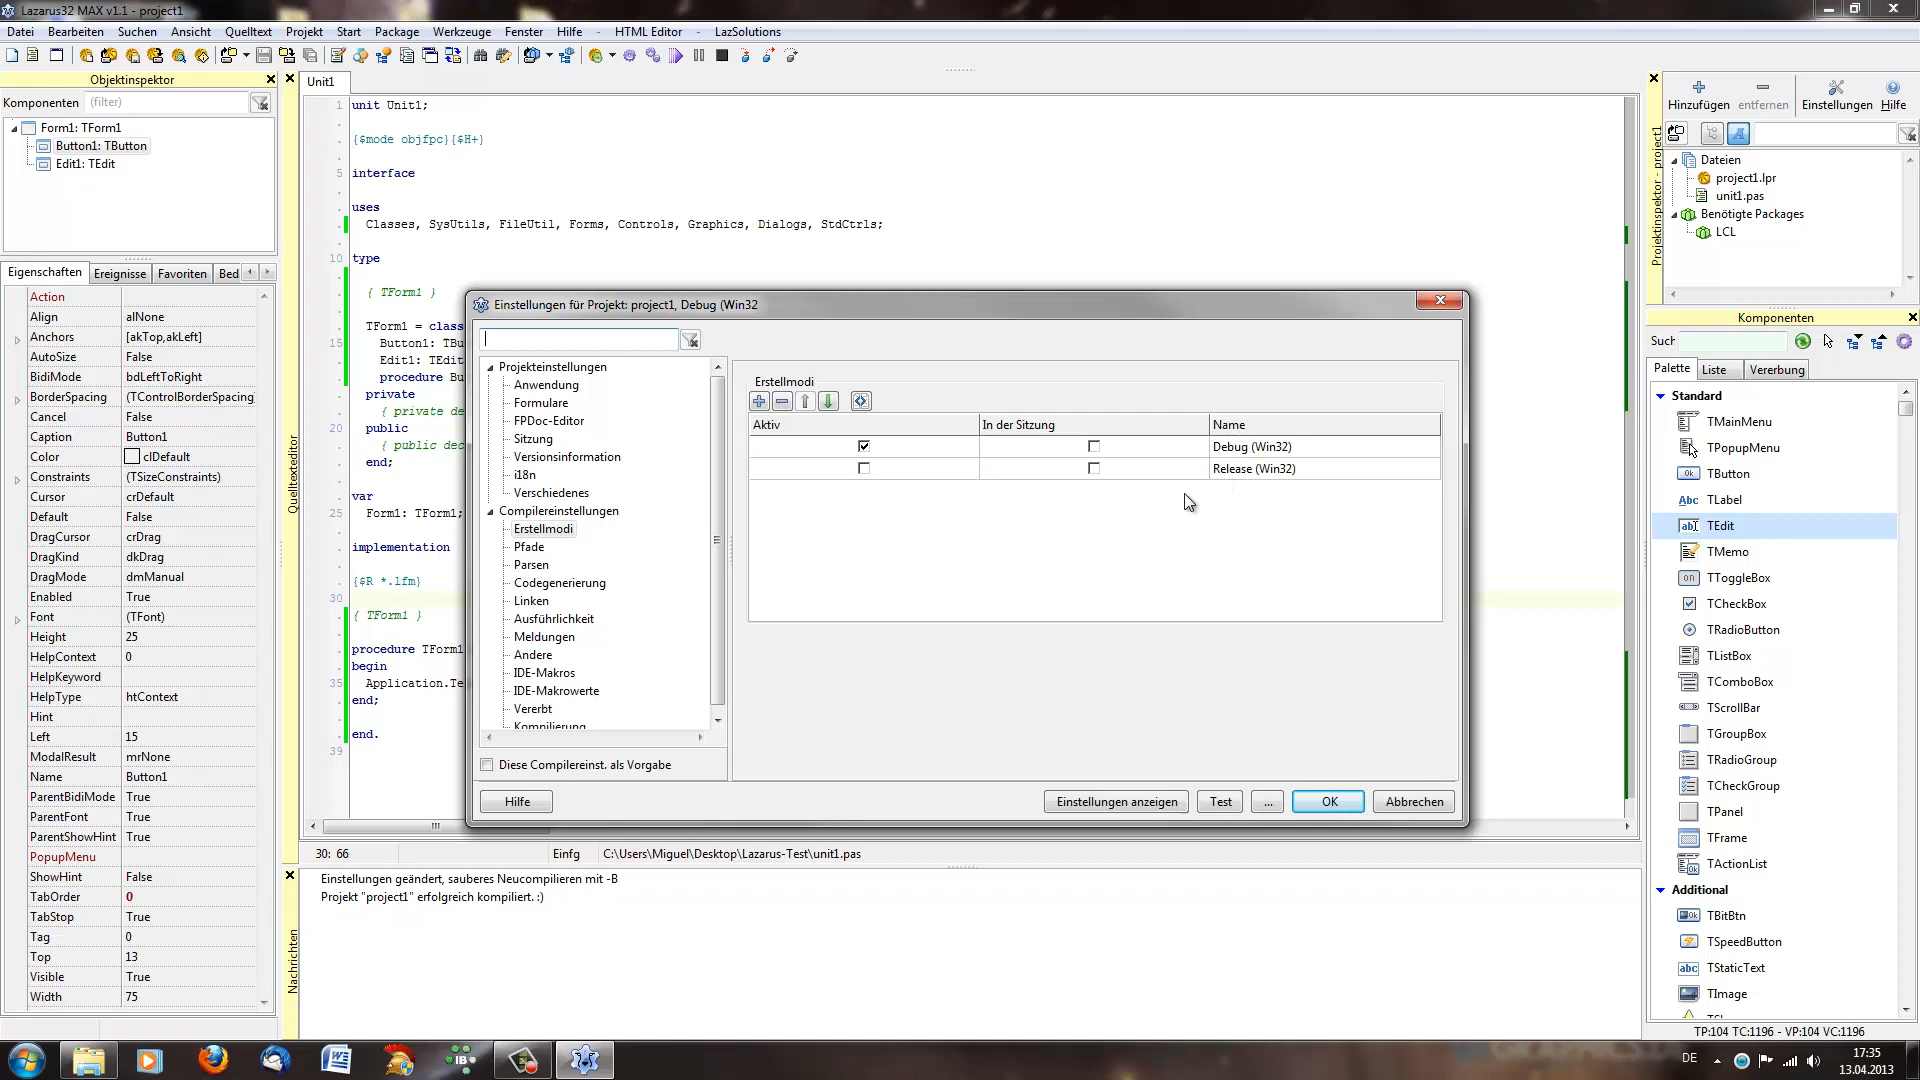 Lazarus32 MAX v1.1 - project1
Datei Bearbeiten Suchen Ansicht Quelltext Projekt Start Package Werkzeuge Fenster Hilfe - HTML Editor - LazSolutions
Objektinspektor
Komponenten (filter)
Form1: TForm1
Button1: TButton
Edit1: TEdit
Eigenschaften Ereignisse Favoriten Bed
Action
Align alNone
Anchors [akTop,akLeft]
AutoSize False
BidiMode bdLeftToRight
BorderSpacing (TControlBorderSpacing
Cancel False
Caption Button1
Color clDefault
Constraints (TSizeConstraints)
Cursor crDefault
Default False
DragCursor crDrag
DragKind dkDrag
DragMode dmManual
Enabled True
Font (TFont)
Height 25
HelpContext 0
HelpKeyword
HelpType htContext
Hint
Left 15
ModalResult mrNone
Name Button1
ParentBidiMode True
ParentFont True
ParentShowHint True
PopupMenu
ShowHint False
TabOrder 0
TabStop True
Tag 0
Top 13
Visible True
Width 75
Quelltexteditor
Unit1
1 unit Unit1;
{$mode objfpc}{$H+}
5 interface
uses
Classes, SysUtils, FileUtil, Forms, Controls, Graphics, Dialogs, StdCtrls;
10 type
{ TForm1 }
TForm1 = class
15 Button1: TBu
Edit1: TEdit
procedure Bu
private
{ private de
20 public
{ public dec
end;
var
25 Form1: TForm1;
implementation
{$R *.lfm}
30
{ TForm1 }
procedure TForm1
begin
35 Application.Te
end;
end.
39
30: 66 Einfg C:\Users\Miguel\Desktop\Lazarus-Test\unit1.pas
Einstellungen für Projekt: project1, Debug (Win32
Projekteinstellungen
Anwendung
Formulare
FPDoc-Editor
Sitzung
Versionsinformation
i18n
Verschiedenes
Compilereinstellungen
Erstellmodi
Pfade
Parsen
Codegenerierung
Linken
Ausführlichkeit
Meldungen
Andere
IDE-Makros
IDE-Makrowerte
Vererbt
Kompilierung
Diese Compilereinst. als Vorgabe
Erstellmodi
Aktiv In der Sitzung Name
Debug (Win32)
Release (Win32)
Hilfe Einstellungen anzeigen Test ... OK Abbrechen
Nachrichten
Einstellungen geändert, sauberes Neucompilieren mit -B
Projekt "project1" erfolgreich kompiliert. :)
Projektinspektor - project1
Hinzufügen entfernen Einstellungen Hilfe
Dateien
project1.lpr
unit1.pas
Benötigte Packages
LCL
Komponenten
Such
Palette Liste Vererbung
Standard
TMainMenu
TPopupMenu
TButton
TLabel
TEdit
TMemo
TToggleBox
TCheckBox
TRadioButton
TListBox
TComboBox
TScrollBar
TGroupBox
TRadioGroup
TCheckGroup
TPanel
TFrame
TActionList
Additional
TBitBtn
TSpeedButton
TStaticText
TImage
TP:104 TC:1196 - VP:104 VC:1196
DE
17:35
13.04.2013